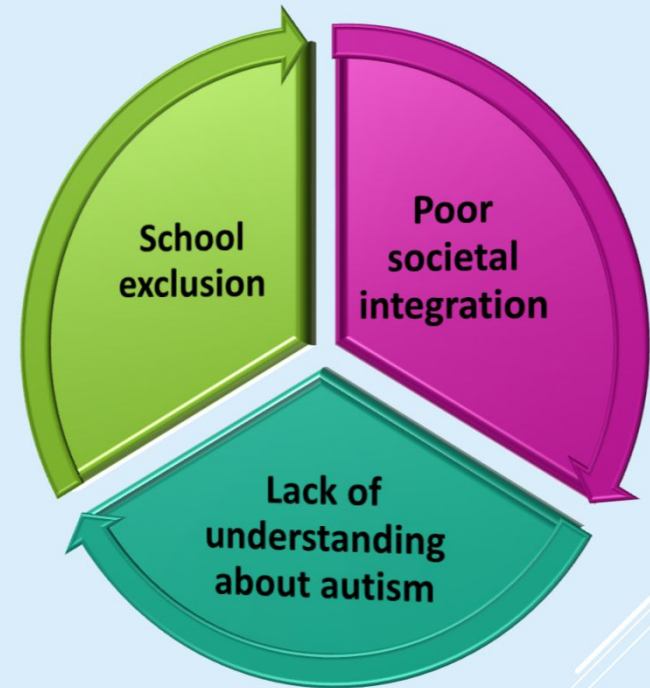 School
exclusion
Poor
societal
integration
Lack of
understanding
about autism